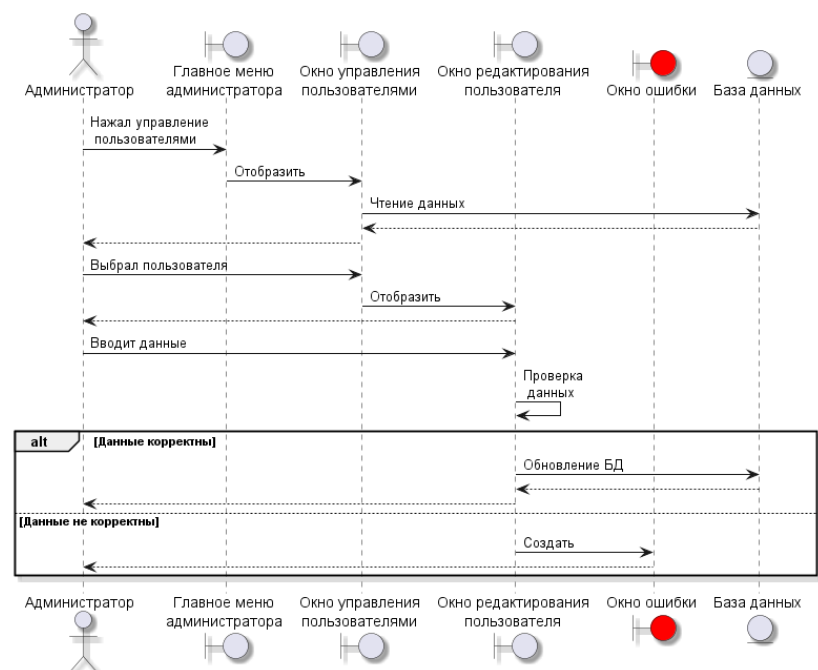 Администратор
Главное меню
администратора
Окно управления
пользователями
Окно редактирования
пользователя
Окно ошибки
База данных
Нажал управление
пользователями
Отобразить
Чтение данных
Выбрал пользователя
Отобразить
Вводит данные
Проверка
данных
alt [Данные корректны]
Обновление БД
[Данные не корректны]
Создать
Администратор
Главное меню
администратора
Окно управления
пользователями
Окно редактирования
пользователя
Окно ошибки
База данных